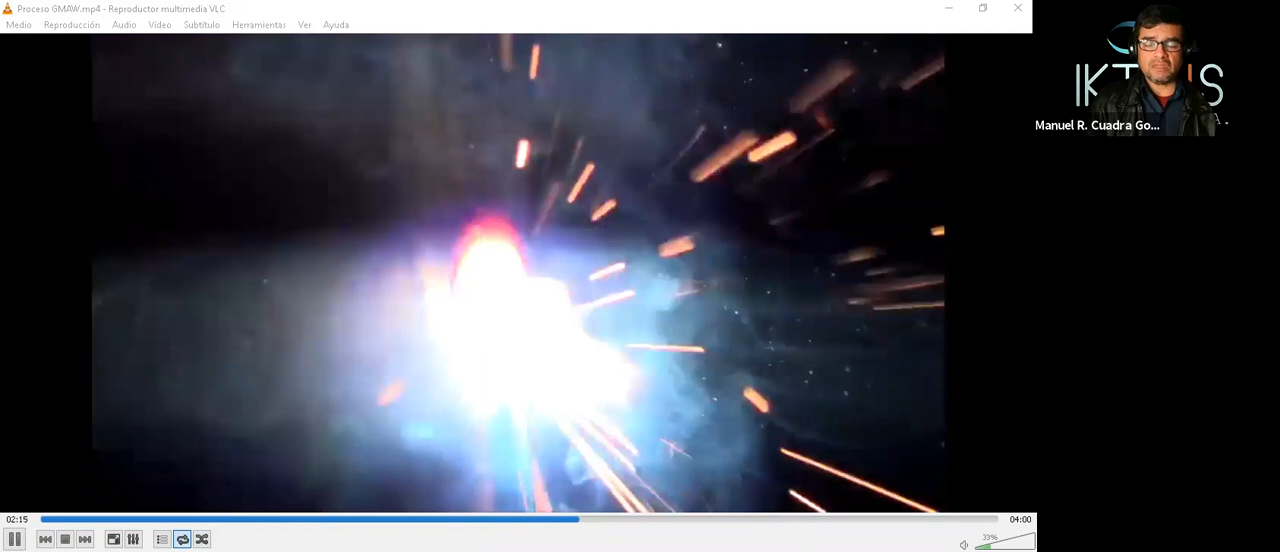 Proceso GMAW.mp4 - Reproductor multimedia VLC
Medio Reproducción Audio Vídeo Subtítulo Herramientas Ver Ayuda
Manuel R. Cuadra Go...
02:15
04:00
33%